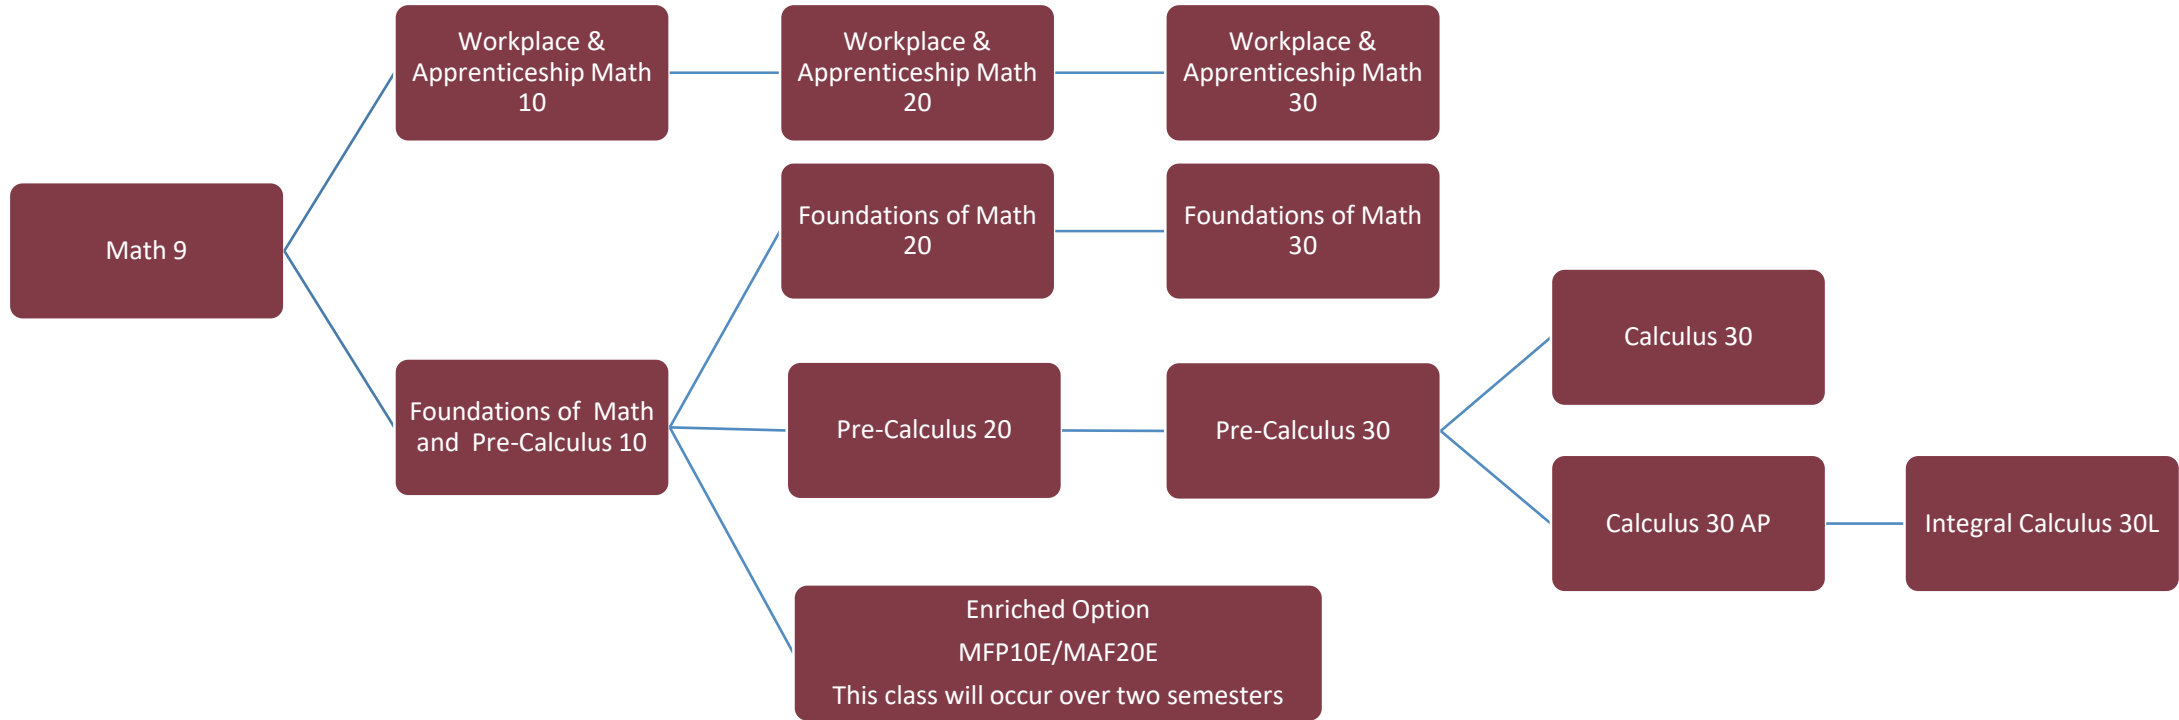 Workplace &
Apprenticeship Math
10
Workplace &
Apprenticeship Math
20
Workplace &
Apprenticeship Math
30
Math 9
Foundations of Math
20
Foundations of Math
30
Foundations of  Math
and  Pre-Calculus 10
Pre-Calculus 20
Pre-Calculus 30
Calculus 30
Calculus 30 AP
Integral Calculus 30L
Enriched Option
MFP10E/MAF20E
This class will occur over two semesters